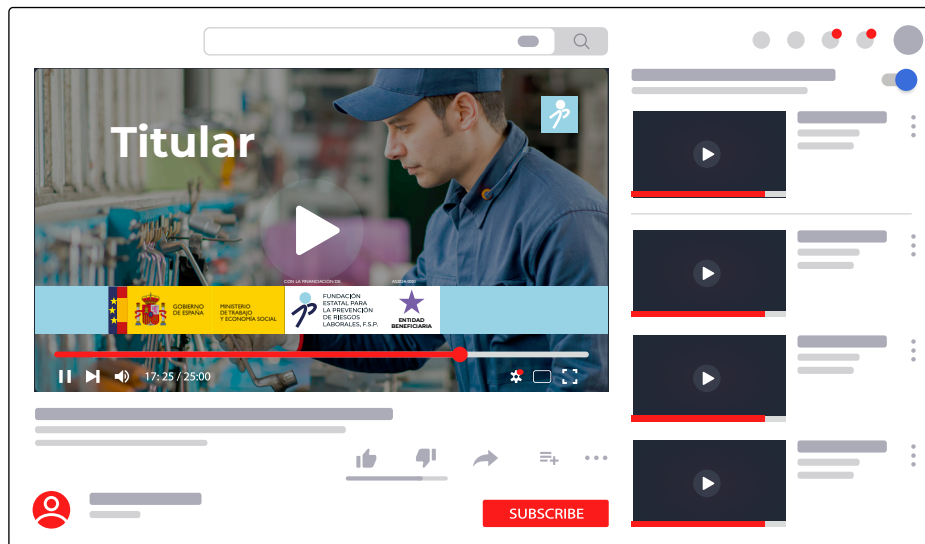 Titular
CON LA FINANCIACIÓN DE
GOBIERNO
DE ESPAÑA
MINISTERIO
DE TRABAJO
Y ECONOMÍA SOCIAL
FUNDACIÓN
ESTATAL PARA
LA PREVENCIÓN
DE RIESGOS
LABORALES, F.S.P.
ENTIDAD
BENEFICIARIA
17:25 / 25:00
SUBSCRIBE